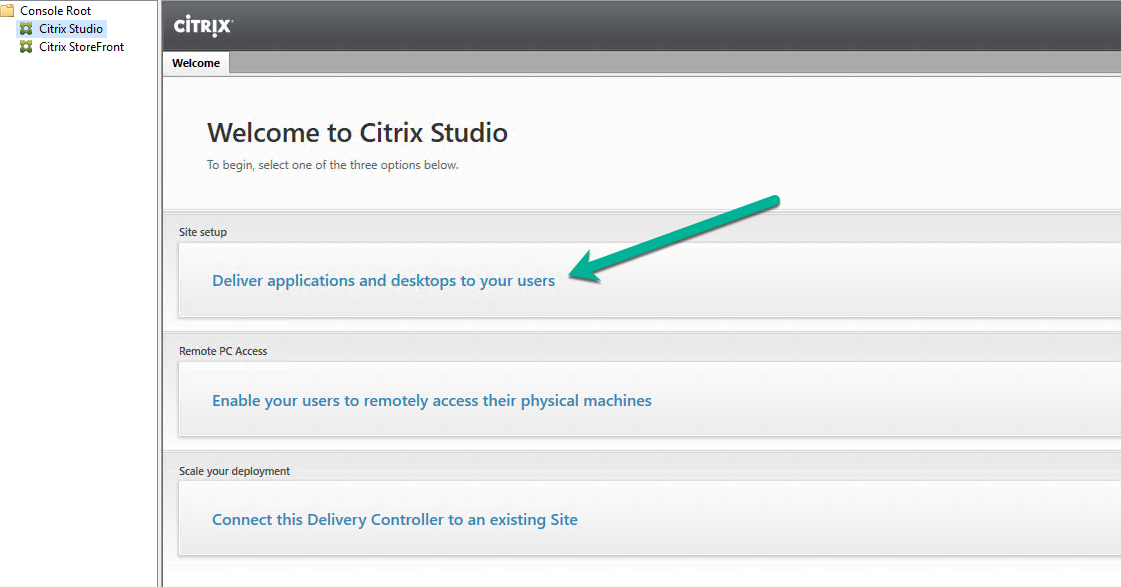 Console Root
Citrix Studio
Citrix StoreFront
CITRIX
Welcome
Welcome to Citrix Studio
To begin, select one of the three options below.
Site setup
Deliver applications and desktops to your users
Remote PC Access
Enable your users to remotely access their physical machines
Scale your deployment
Connect this Delivery Controller to an existing Site